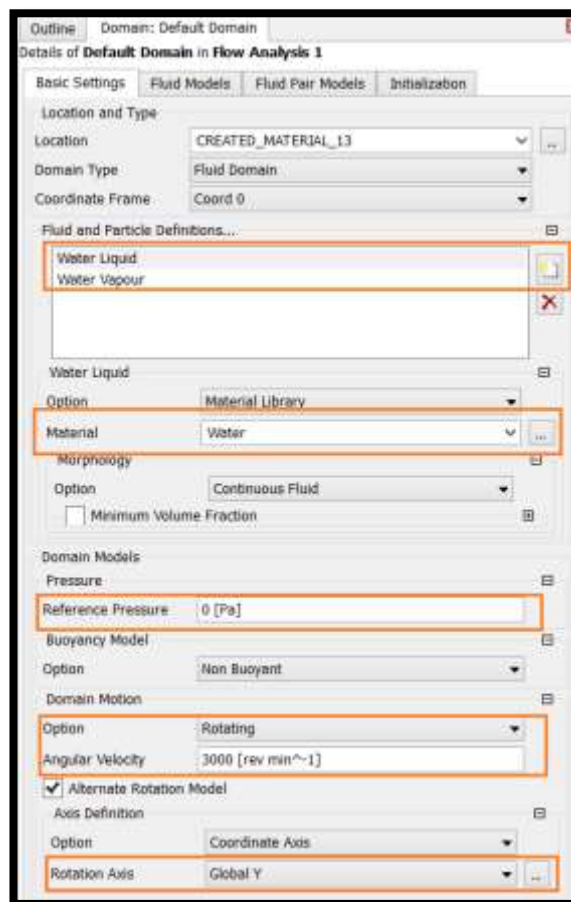 Outline Domain: Default Domain
Details of Default Domain in Flow Analysis 1
Basic Settings Fluid Models Fluid Pair Models Initialization
Location and Type
Location CREATED_MATERIAL_13
Domain Type Fluid Domain
Coordinate Frame Coord 0
Fluid and Particle Definitions...
Water Liquid
Water Vapour
Water Liquid
Option Material Library
Material Water
Morphology
Option Continuous Fluid
Minimum Volume Fraction
Domain Models
Pressure
Reference Pressure 0 [Pa]
Buoyancy Model
Option Non Buoyant
Domain Motion
Option Rotating
Angular Velocity 3000 [rev min^-1]
Alternate Rotation Model
Axis Definition
Option Coordinate Axis
Rotation Axis Global Y